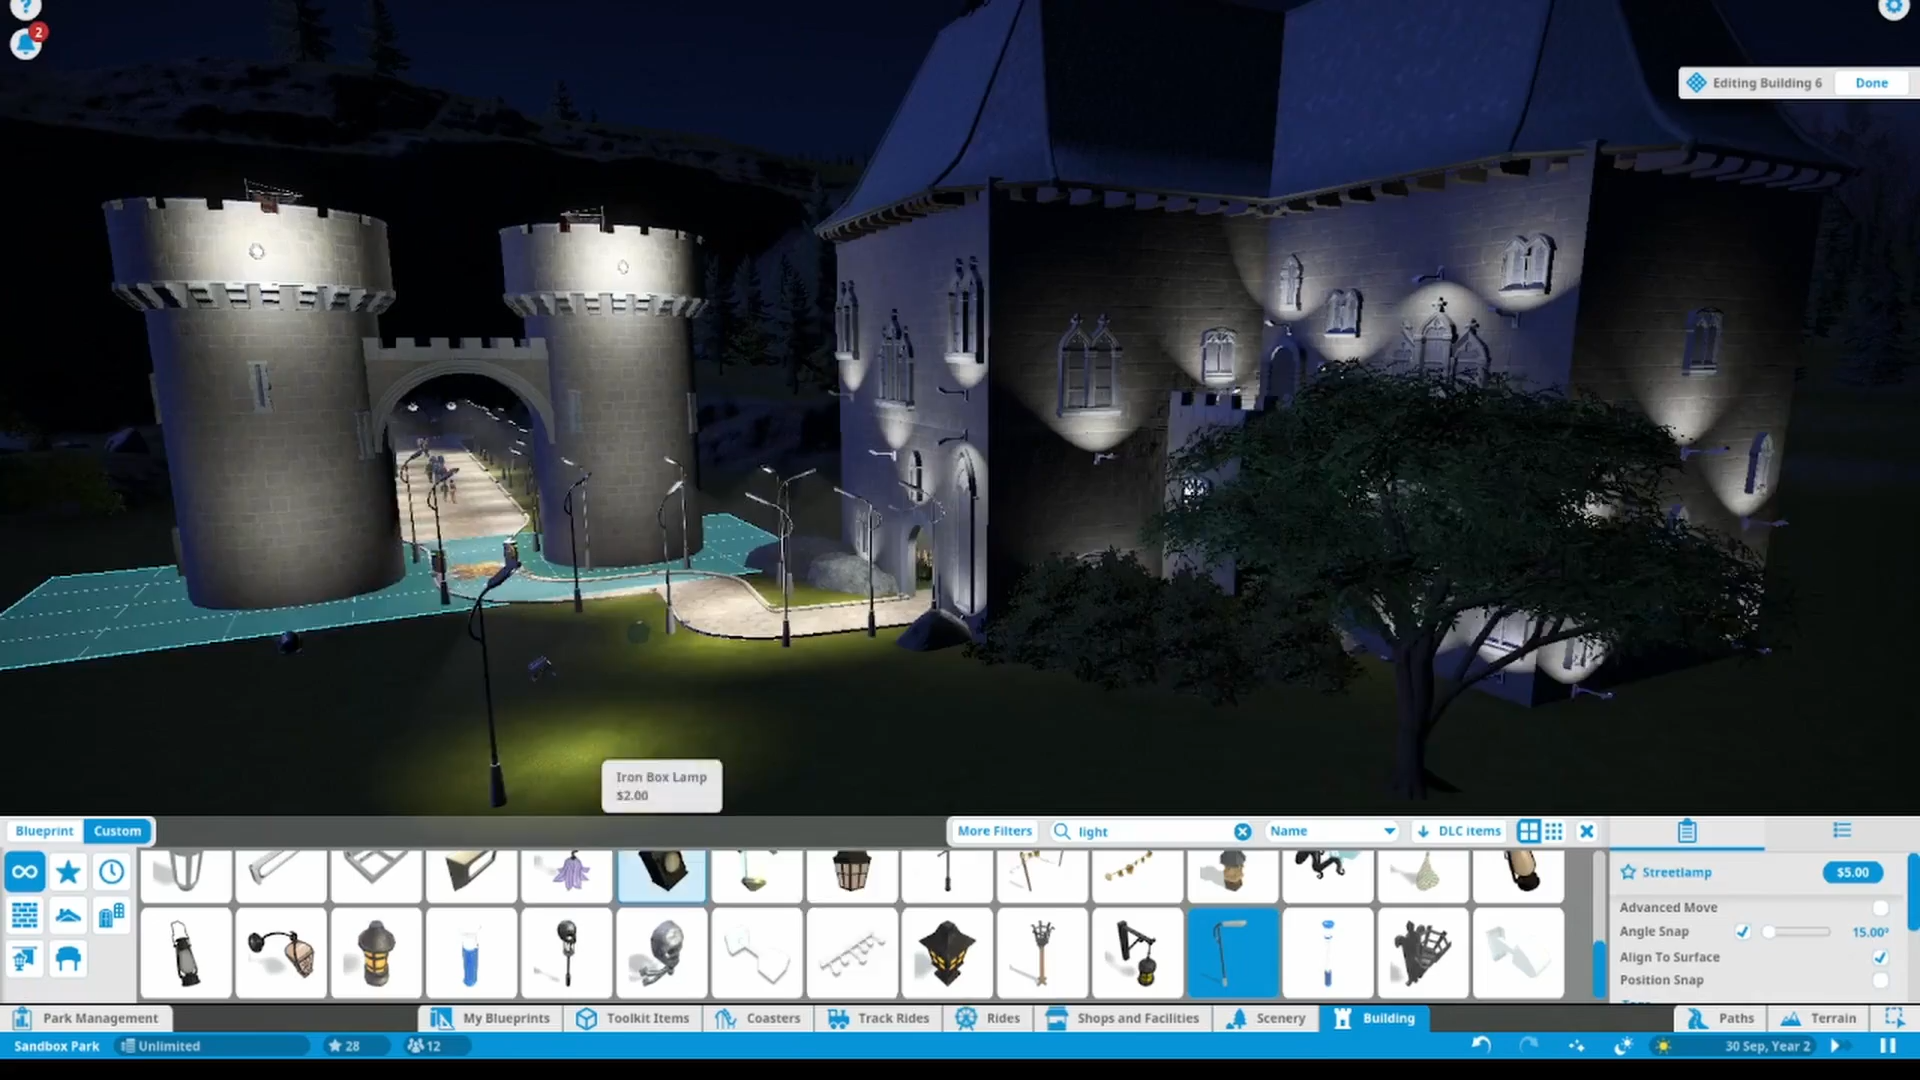 ?
2
Editing Building 6
Done
Iron Box Lamp
$2.00
Blueprint
Custom
More Filters
light
Name
DLC items
Streetlamp
$5.00
Advanced Move
Angle Snap
15.00°
Align To Surface
Position Snap
Park Management
My Blueprints
Toolkit Items
Coasters
Track Rides
Rides
Shops and Facilities
Scenery
Building
Paths
Terrain
Sandbox Park
Unlimited
28
12
30 Sep, Year 2